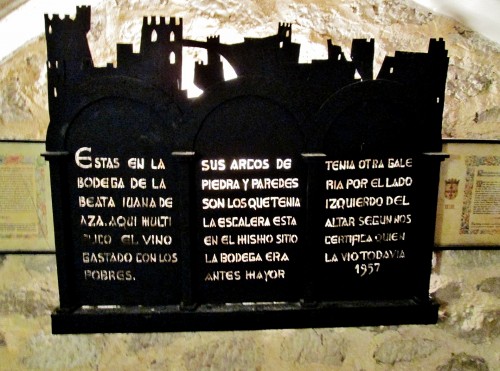 ESTAS EN LA
BODEGA DE LA
BEATA JUANA DE
AZA. AQUI MULTI
PLICO EL VINO
GASTADO CON LOS
POBRES.
SUS ARCOS DE
PIEDRA Y PAREDES
SON LOS QUE TENIA
LA ESCALERA ESTA
EN EL MISMO SITIO
LA BODEGA ERA
ANTES MAYOR
TENIA OTRA GALE
RIA POR EL LADO
IZQUIERDO DEL
ALTAR SEGUN NOS
CERTIFICA QUIEN
LA VIO TODAVIA
1957